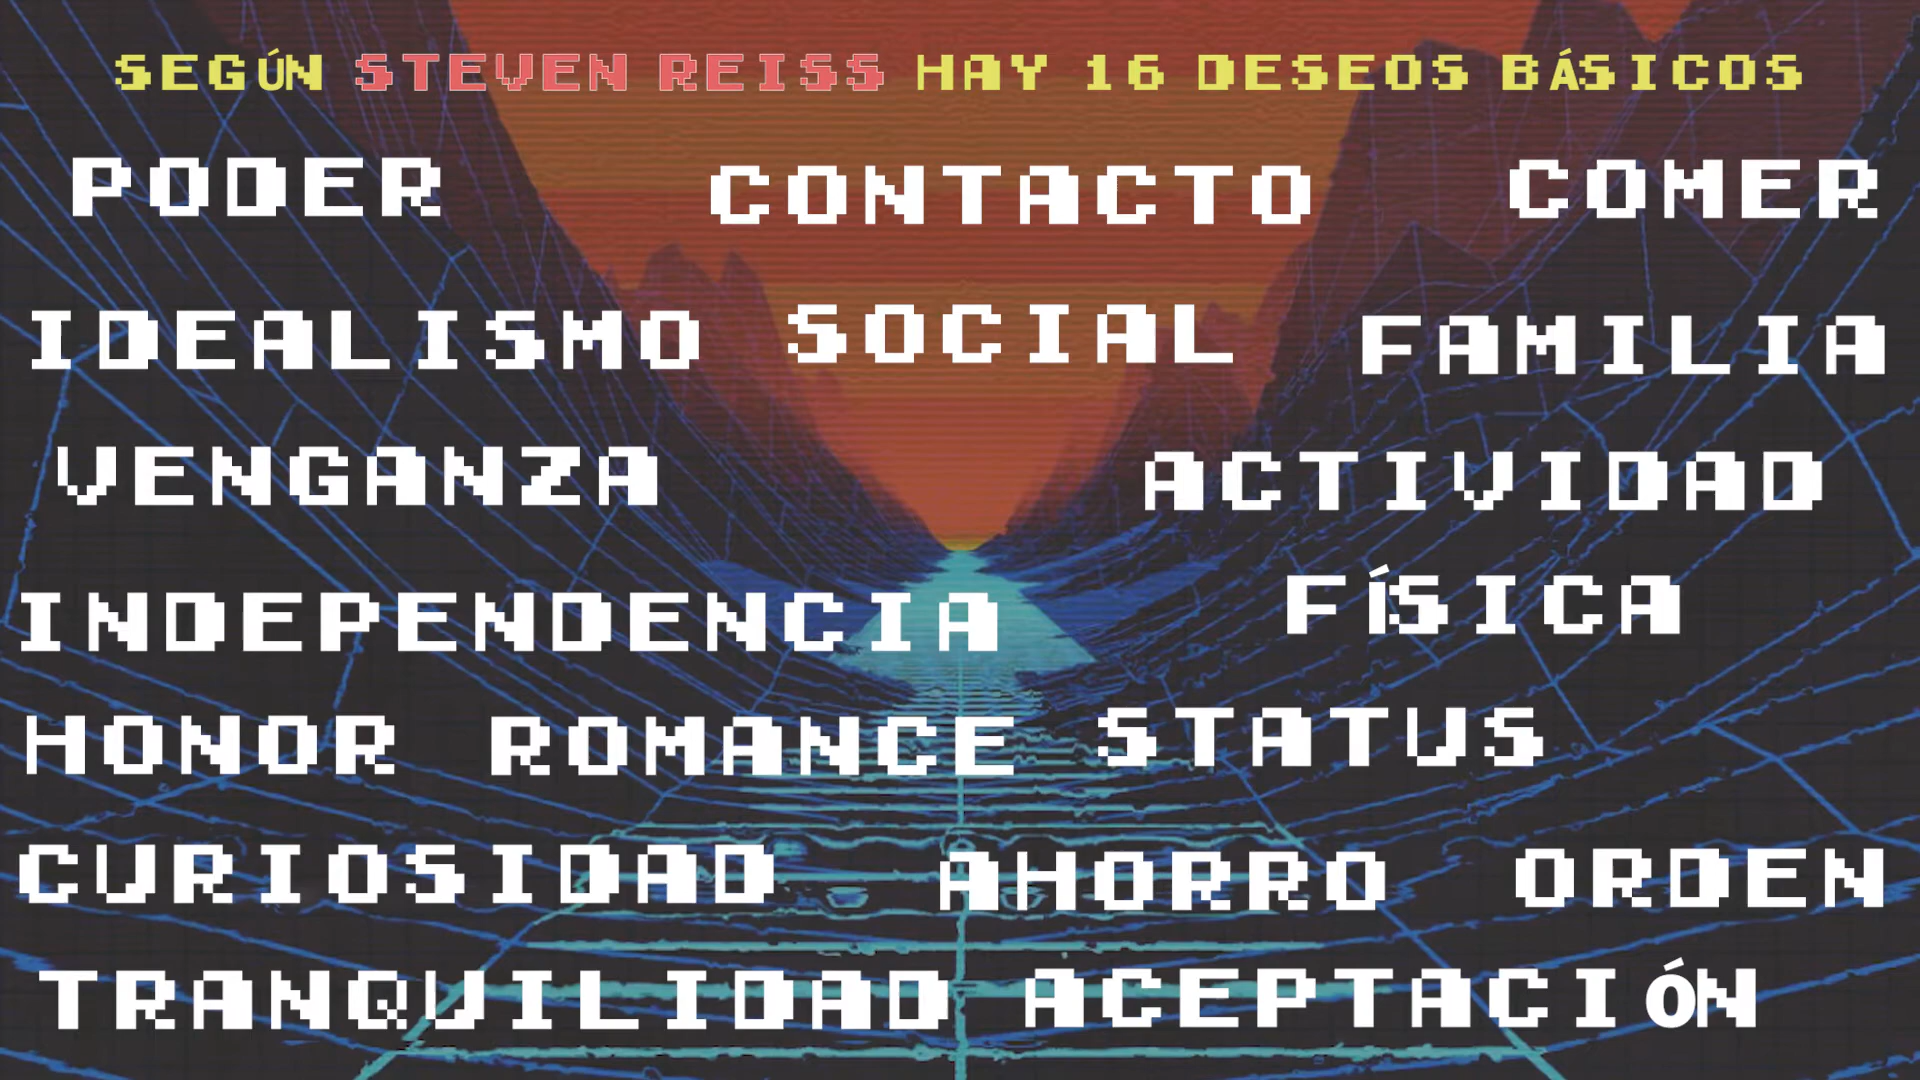 SEGÚN STEVEN REISS HAY 16 DESEOS BÁSICOS
PODER
CONTACTO
SOCIAL
COMER
IDEALISMO
FAMILIA
VENGANZA
ACTIVIDAD
FÍSICA
INDEPENDENCIA
HONOR
ROMANCE
STATUS
CURIOSIDAD
AHORRO
ORDEN
TRANQUILIDAD
ACEPTACIÓN